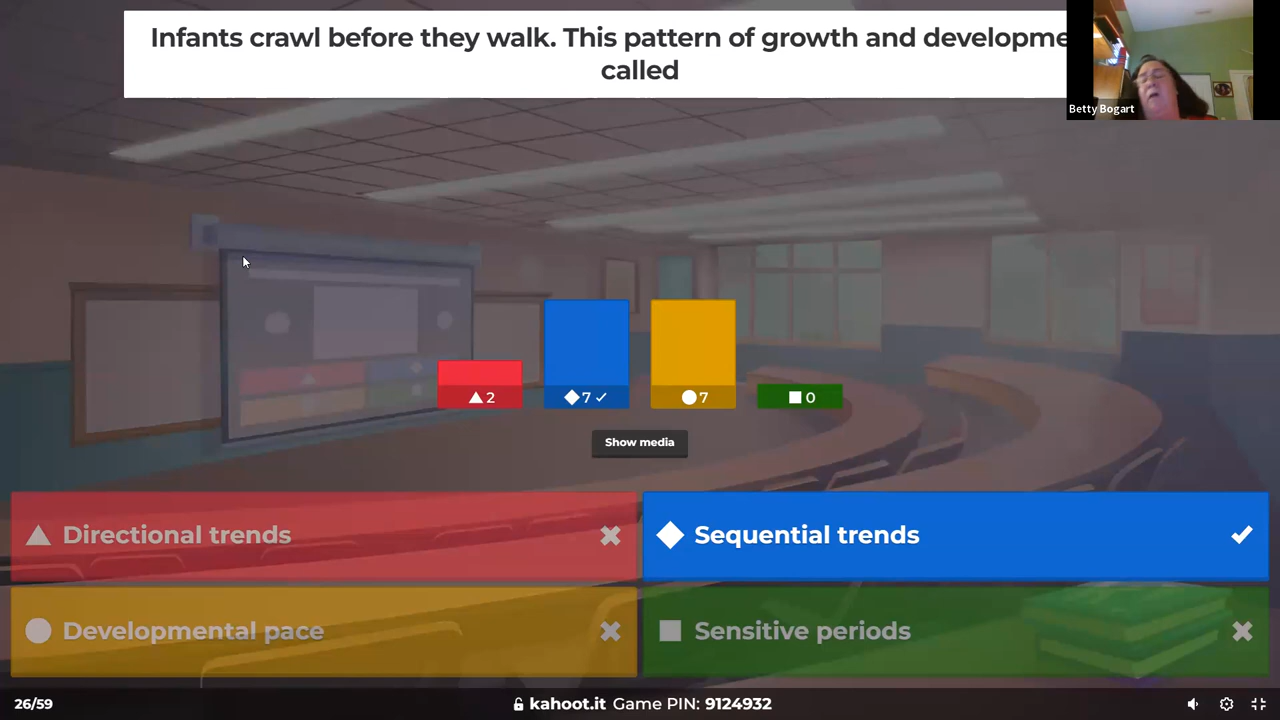 Infants crawl before they walk. This pattern of growth and developme
called
Betty Bogart
2
7
7
0
Show media
Directional trends
Sequential trends
Developmental pace
Sensitive periods
26/59
kahoot.it Game PIN: 9124932